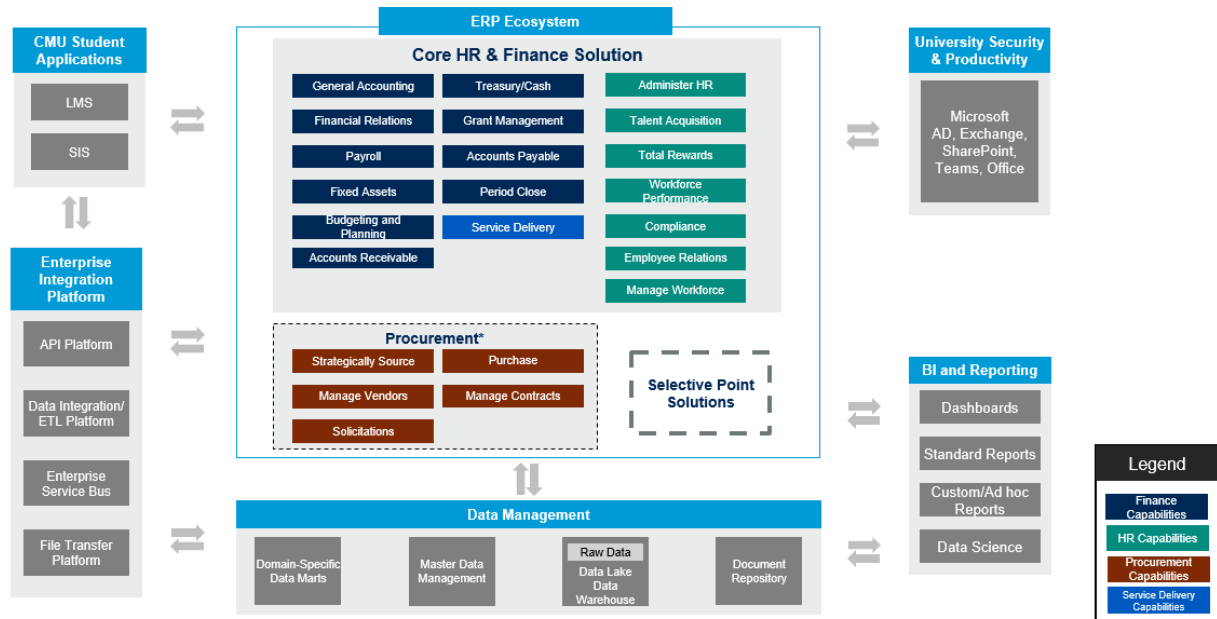 ERP Ecosystem
CMU Student
Applications
LMS
SIS
Enterprise
Integration
Platform
API Platform
Data Integration/
ETL Platform
Enterprise
Service Bus
File Transfer
Platform
Core HR & Finance Solution
General Accounting
Financial Relations
Payroll
Fixed Assets
Budgeting and
Planning
Accounts Receivable
Treasury/Cash
Grant Management
Accounts Payable
Period Close
Service Delivery
Administer HR
Talent Acquisition
Total Rewards
Workforce
Performance
Compliance
Employee Relations
Manage Workforce
Procurement*
Strategically Source
Manage Vendors
Solicitations
Purchase
Manage Contracts
Selective Point
Solutions
Data Management
Domain-Specific
Data Marts
Master Data
Management
Raw Data
Data Lake
Data
Warehouse
Document
Repository
University Security
& Productivity
Microsoft
AD, Exchange,
SharePoint,
Teams, Office
BI and Reporting
Dashboards
Standard Reports
Custom/Ad hoc
Reports
Data Science
Legend
Finance
Capabilities
HR Capabilities
Procurement
Capabilities
Service Delivery
Capabilities